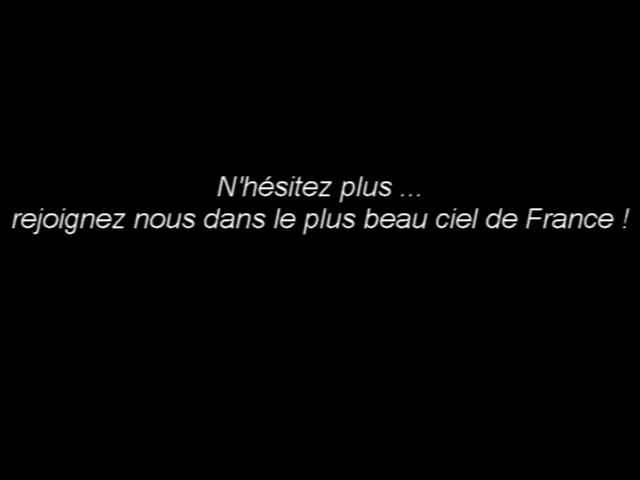 N'hésitez plus ...
rejoignez nous dans le plus beau ciel de France !